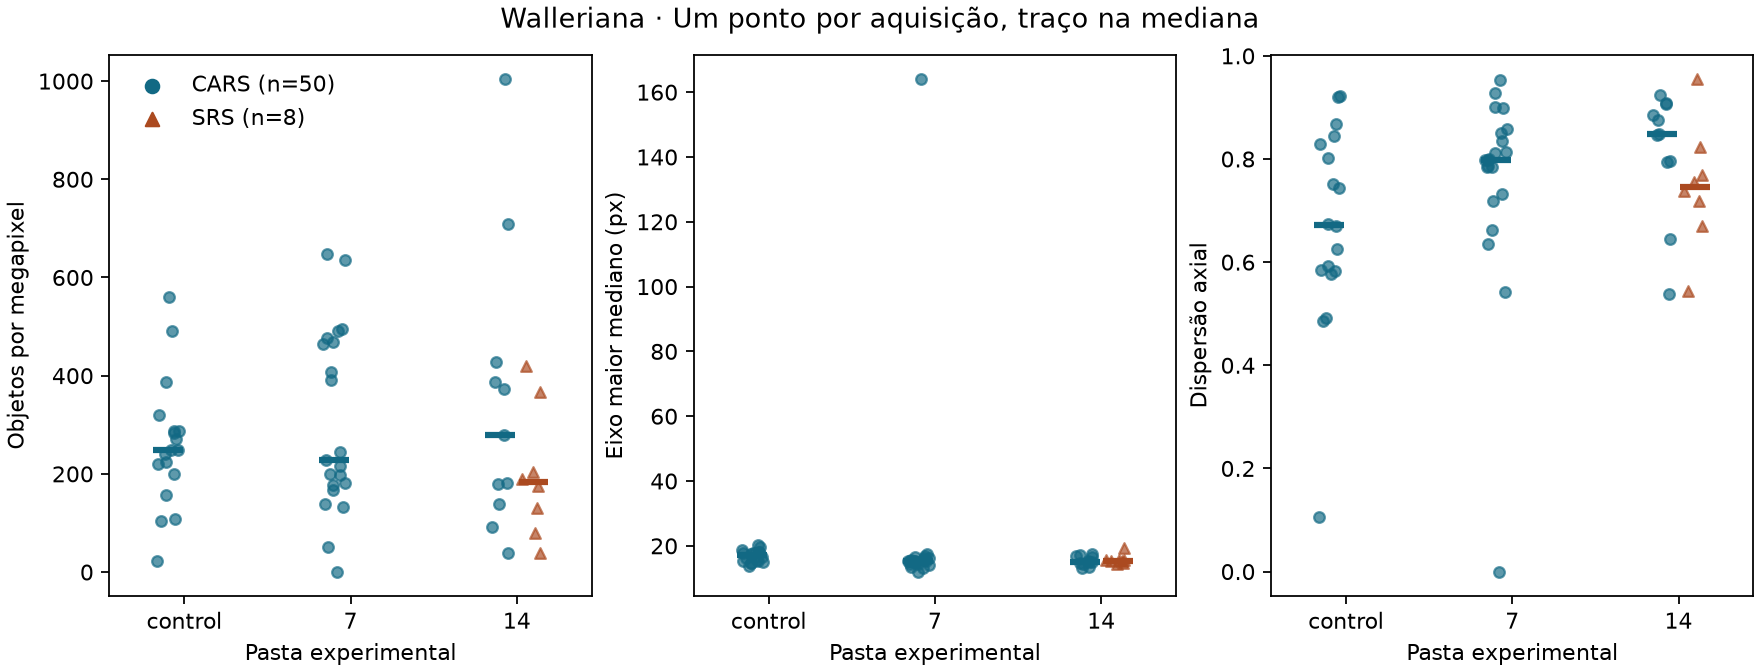 Walleriana · Um ponto por aquisição, traço na mediana
Objetos por megapixel
1000
800
600
400
200
0
CARS (n=50)
SRS (n=8)
control
7
14
Pasta experimental
Eixo maior mediano (px)
160
140
120
100
80
60
40
20
control
7
14
Pasta experimental
Dispersão axial
1.0
0.8
0.6
0.4
0.2
0.0
control
7
14
Pasta experimental